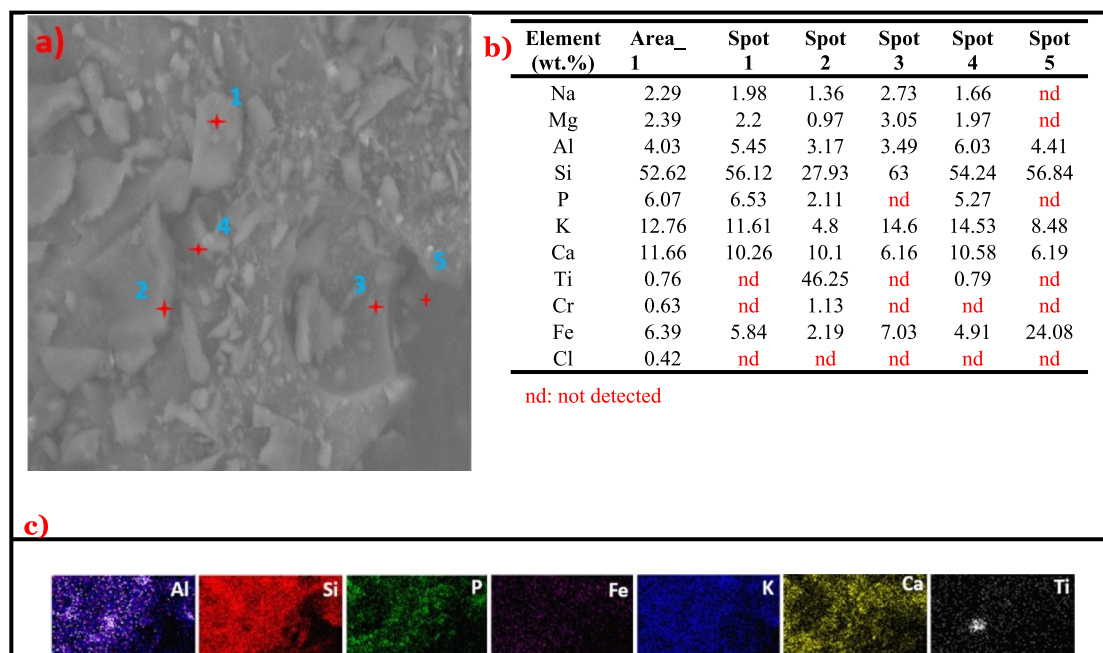 a)
1
4
2
3
5
b)
Element (wt.%) Area_1 Spot 1 Spot 2 Spot 3 Spot 4 Spot 5
Na 2.29 1.98 1.36 2.73 1.66 nd
Mg 2.39 2.2 0.97 3.05 1.97 nd
Al 4.03 5.45 3.17 3.49 6.03 4.41
Si 52.62 56.12 27.93 63 54.24 56.84
P 6.07 6.53 2.11 nd 5.27 nd
K 12.76 11.61 4.8 14.6 14.53 8.48
Ca 11.66 10.26 10.1 6.16 10.58 6.19
Ti 0.76 nd 46.25 nd 0.79 nd
Cr 0.63 nd 1.13 nd nd nd
Fe 6.39 5.84 2.19 7.03 4.91 24.08
Cl 0.42 nd nd nd nd nd
nd: not detected
c)
Al Si P Fe K Ca Ti